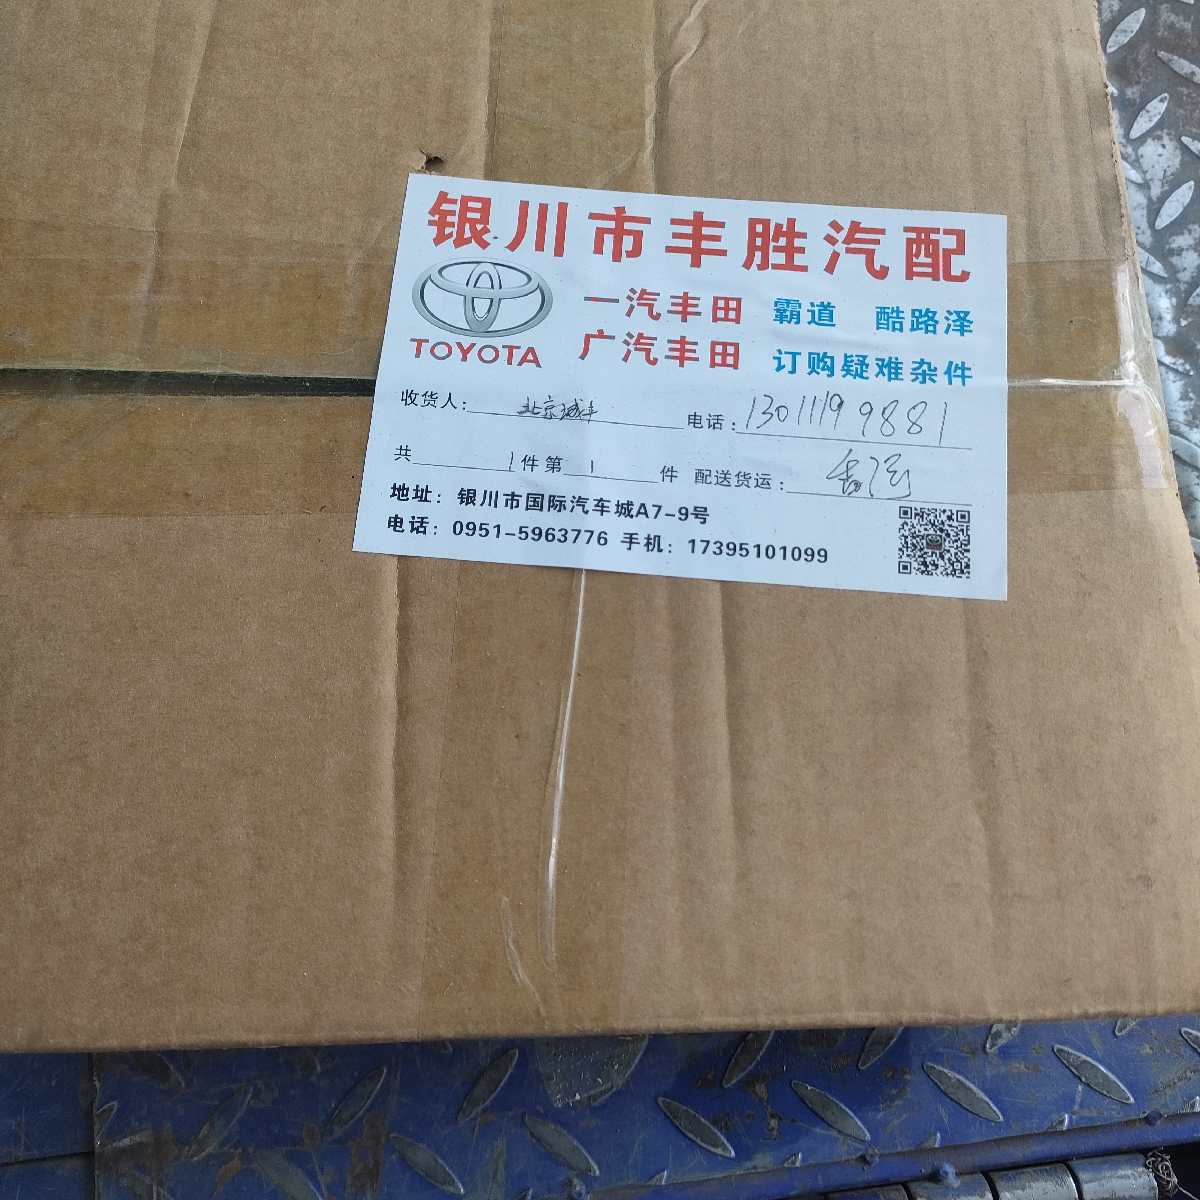 银川市丰胜汽配
TOYOTA
一汽丰田 霸道 酷路泽
广汽丰田 订购疑难杂件
收货人: 北京 电话: 13011199881
共 1 件第 1 件 配送货运:
地址: 银川市国际汽车城A7-9号
电话: 0951-5963776 手机: 17395101099